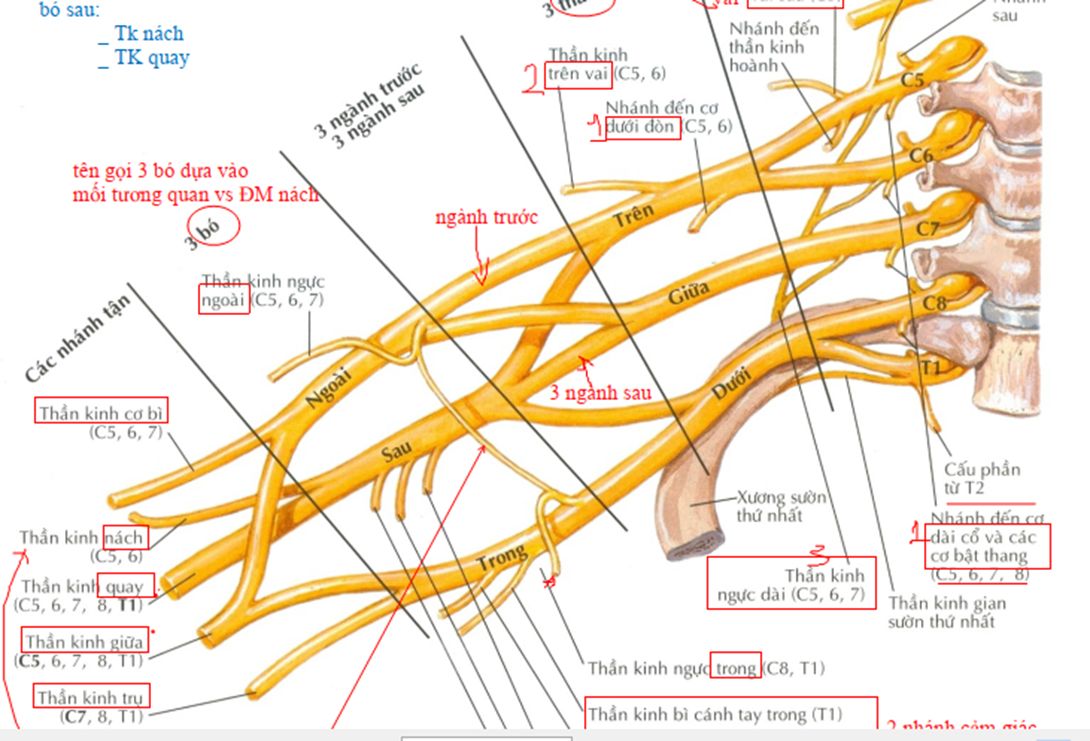 bó sau:
_ Tk nách
_ TK quay
3 ngành trước
3 ngành sau
tên gọi 3 bó dựa vào
mối tương quan vs ĐM nách
3 bó
Các nhánh tận
Thần kinh
trên vai (C5, 6)
2
Nhánh đến cơ
dưới đòn (C5, 6)
1
Nhánh đến
thần kinh
hoành
sau
C5
C6
C7
C8
T1
ngành trước
Trên
Giữa
Dưới
3 ngành sau
Thần kinh ngực
ngoài (C5, 6, 7)
Ngoài
Sau
Trong
Thần kinh cơ bì
(C5, 6, 7)
Thần kinh nách
(C5, 6)
Thần kinh quay
(C5, 6, 7, 8, T1)
Thần kinh giữa
(C5, 6, 7, 8, T1)
Thần kinh trụ
(C7, 8, T1)
Xương sườn
thứ nhất
Cấu phần
từ T2
1
Nhánh đến cơ
dài cổ và các
cơ bật thang
(C5, 6, 7, 8)
3
Thần kinh
ngực dài (C5, 6, 7)
Thần kinh gian
sườn thứ nhất
Thần kinh ngực trong (C8, T1)
Thần kinh bì cánh tay trong (T1)
2 nhánh cảm giác